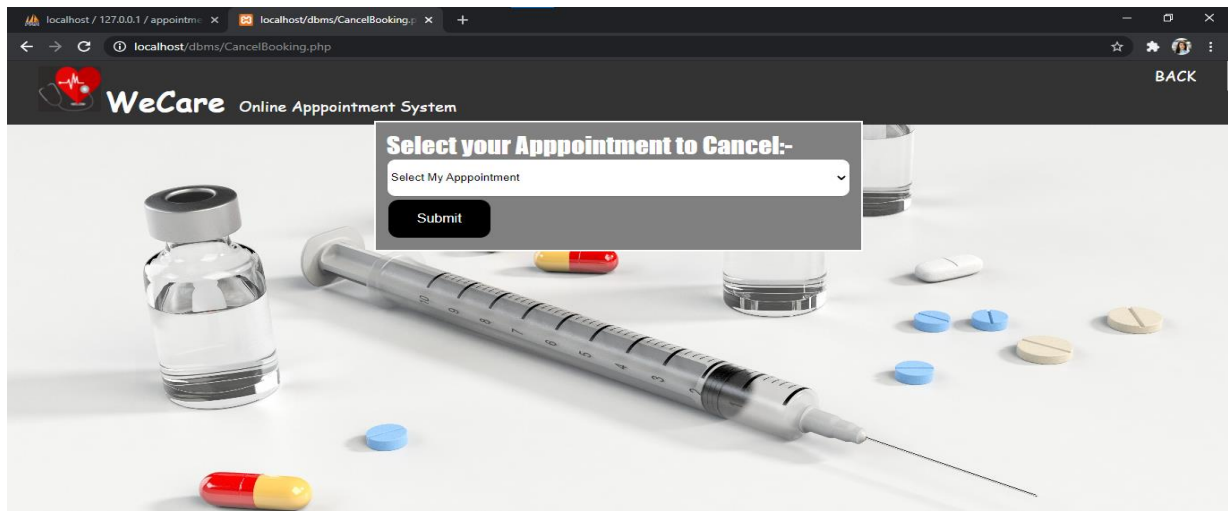 localhost / 127.0.0.1 / appointme
localhost/dbms/CancelBooking.p
localhost/dbms/CancelBooking.php
BACK
WeCare Online Apppointment System
Select your Apppointment to Cancel:-
Select My Apppointment
Submit